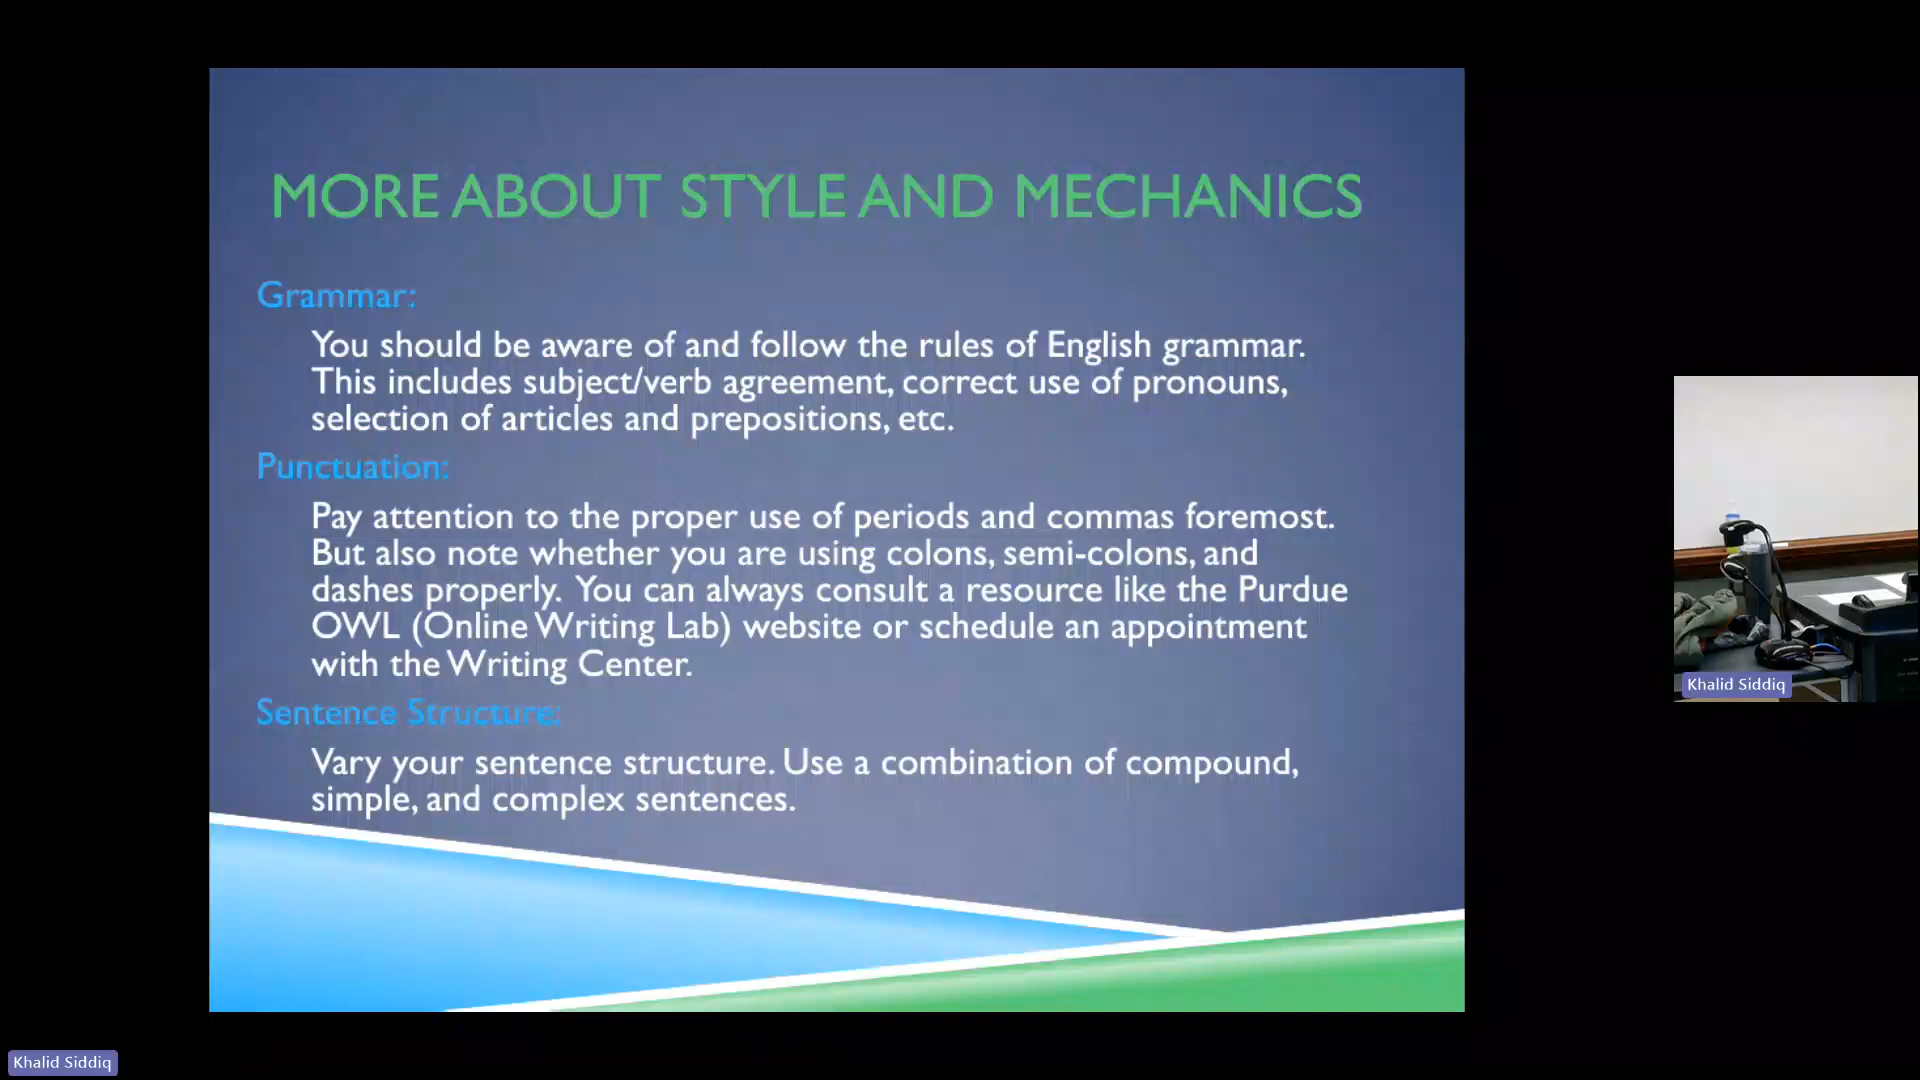 MORE ABOUT STYLE AND MECHANICS
Grammar:
You should be aware of and follow the rules of English grammar.
This includes subject/verb agreement, correct use of pronouns,
selection of articles and prepositions, etc.
Punctuation:
Pay attention to the proper use of periods and commas foremost.
But also note whether you are using colons, semi-colons, and
dashes properly. You can always consult a resource like the Purdue
OWL (Online Writing Lab) website or schedule an appointment
with the Writing Center.
Sentence Structure:
Vary your sentence structure. Use a combination of compound,
simple, and complex sentences.
Khalid Siddiq
Khalid Siddiq